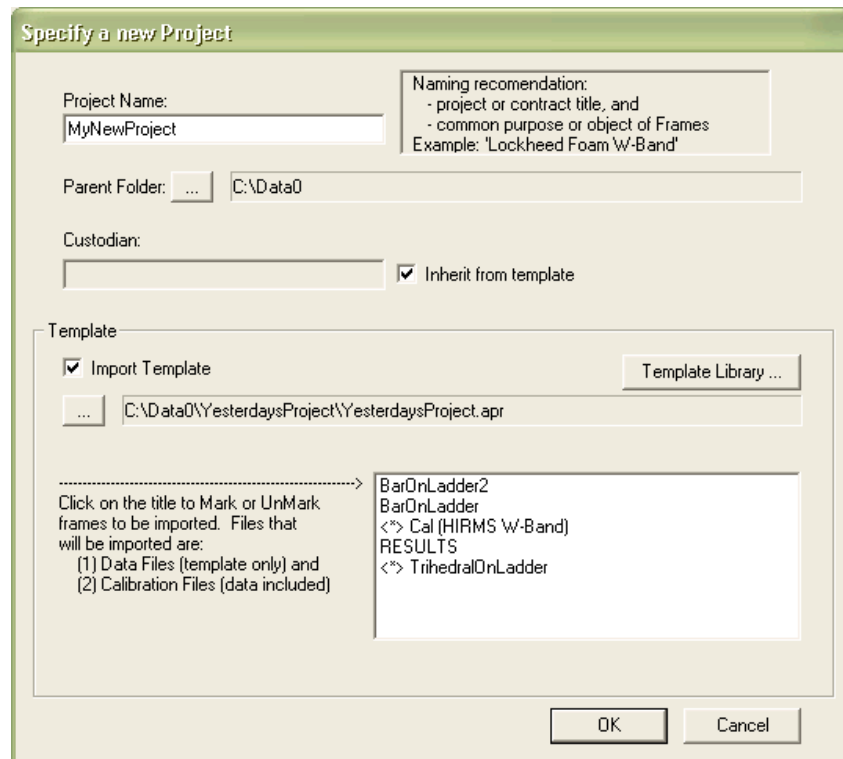 Specify a new Project
Project Name:
MyNewProject
Naming recomendation:
- project or contract title, and
- common purpose or object of Frames
Example: 'Lockheed Foam W-Band'
Parent Folder:
...
C:\Data0
Custodian:
Inherit from template
Template
Import Template
Template Library ...
...
C:\Data0\YesterdaysProject\YesterdaysProject.apr
------------------------------------------------------------>
Click on the title to Mark or UnMark
frames to be imported. Files that
will be imported are:
(1) Data Files (template only) and
(2) Calibration Files (data included)
BarOnLadder2
BarOnLadder
<*> Cal (HIRMS W-Band)
RESULTS
<*> TrihedralOnLadder
OK
Cancel